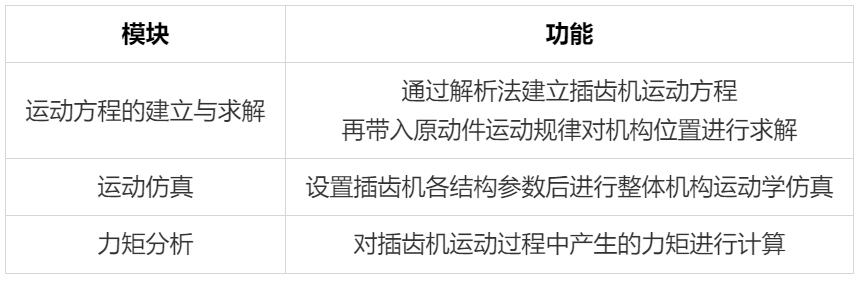 模块
功能
运动方程的建立与求解
通过解析法建立插齿机运动方程
再带入原动件运动规律对机构位置进行求解
运动仿真
设置插齿机各结构参数后进行整体机构运动学仿真
力矩分析
对插齿机运动过程中产生的力矩进行计算